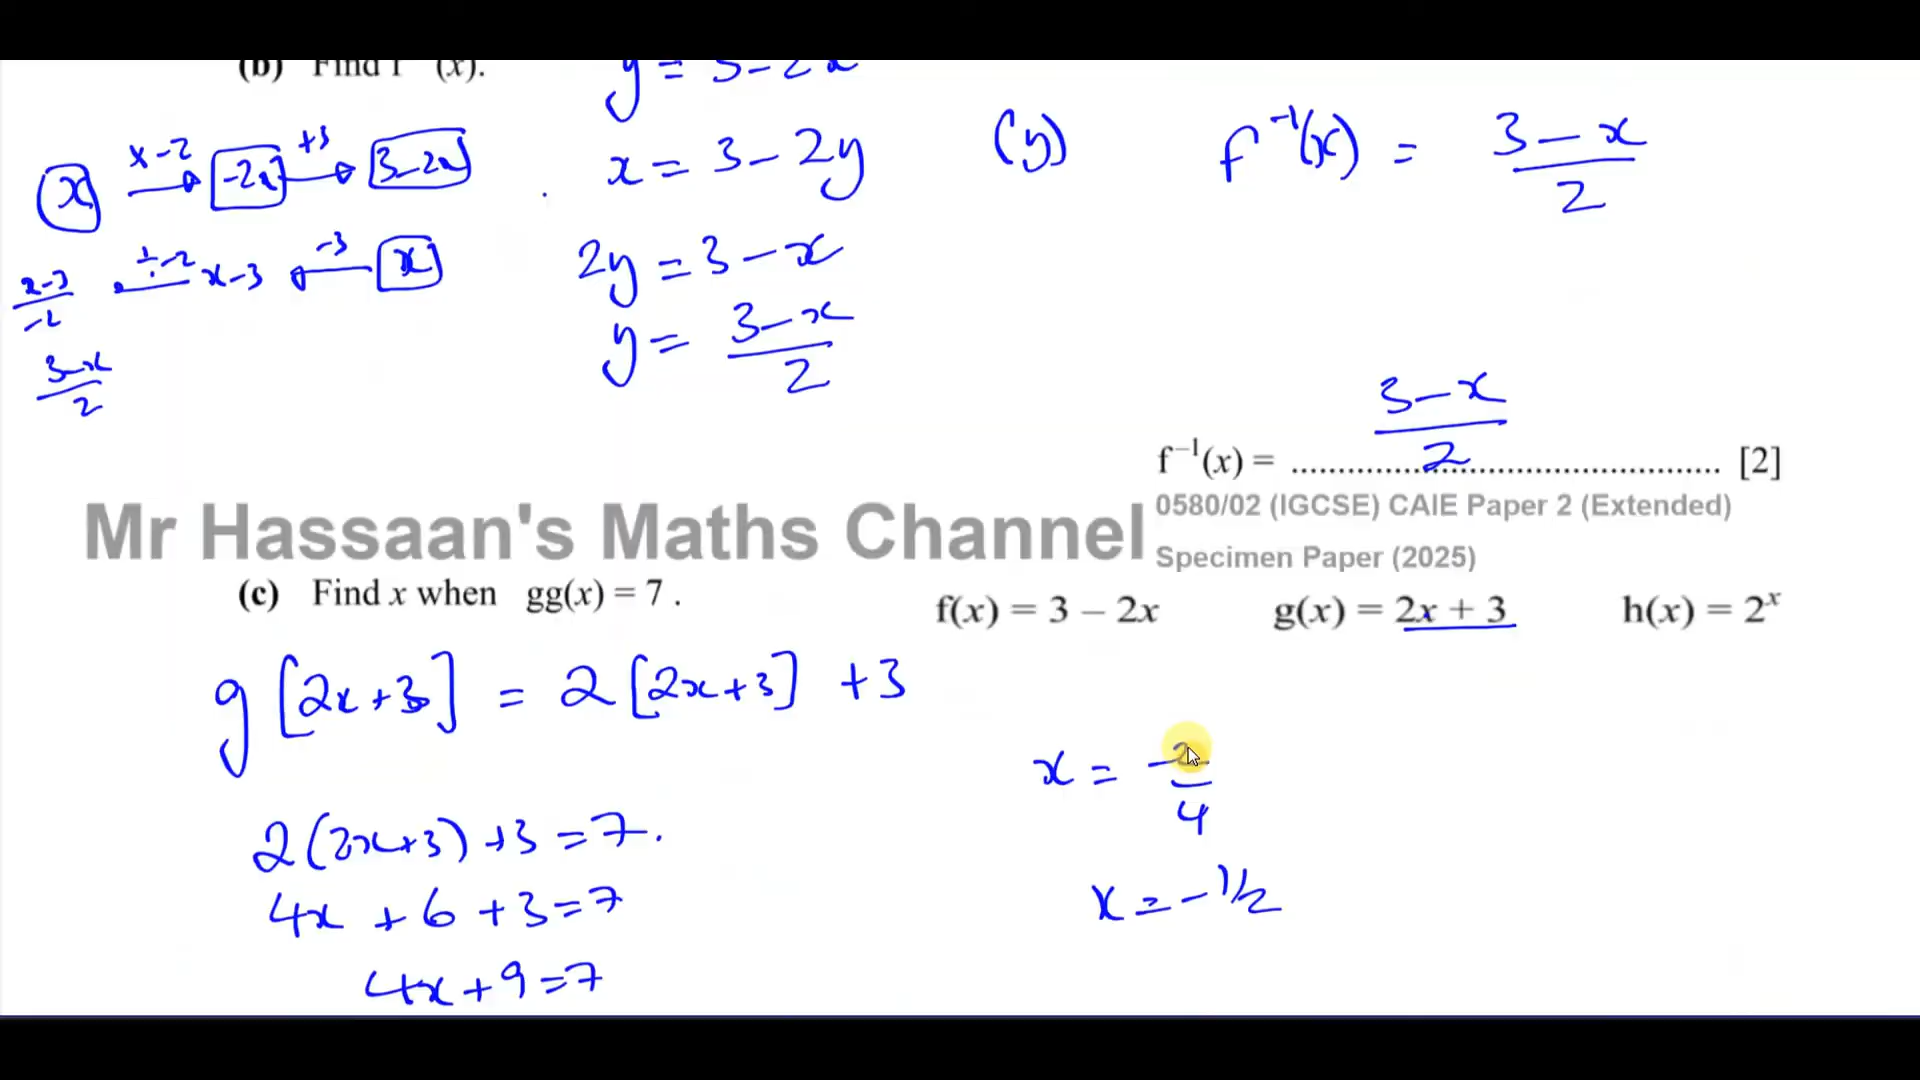 (b) Find f (x).
y = 3 - 2x
x → ×-2 → -2x → +3 → 3-2x
x = 3 - 2y
(y)
f⁻¹(x) = (3 - x)/2
(x-3)/-2 ← ÷-2 x-3 ← -3 x
2y = 3 - x
y = (3 - x)/2
(3-x)/2
(3 - x)/2
f⁻¹(x) = ............................................. [2]
Mr Hassaan's Maths Channel
0580/02 (IGCSE) CAIE Paper 2 (Extended)
Specimen Paper (2025)
(c) Find x when gg(x) = 7 .
f(x) = 3 – 2x g(x) = 2x + 3 h(x) = 2ˣ
g[2x+3] = 2[2x+3] +3
2(2x+3) +3 = 7.
4x + 6 + 3 = 7
4x + 9 = 7
x = -2/4
x = -1/2